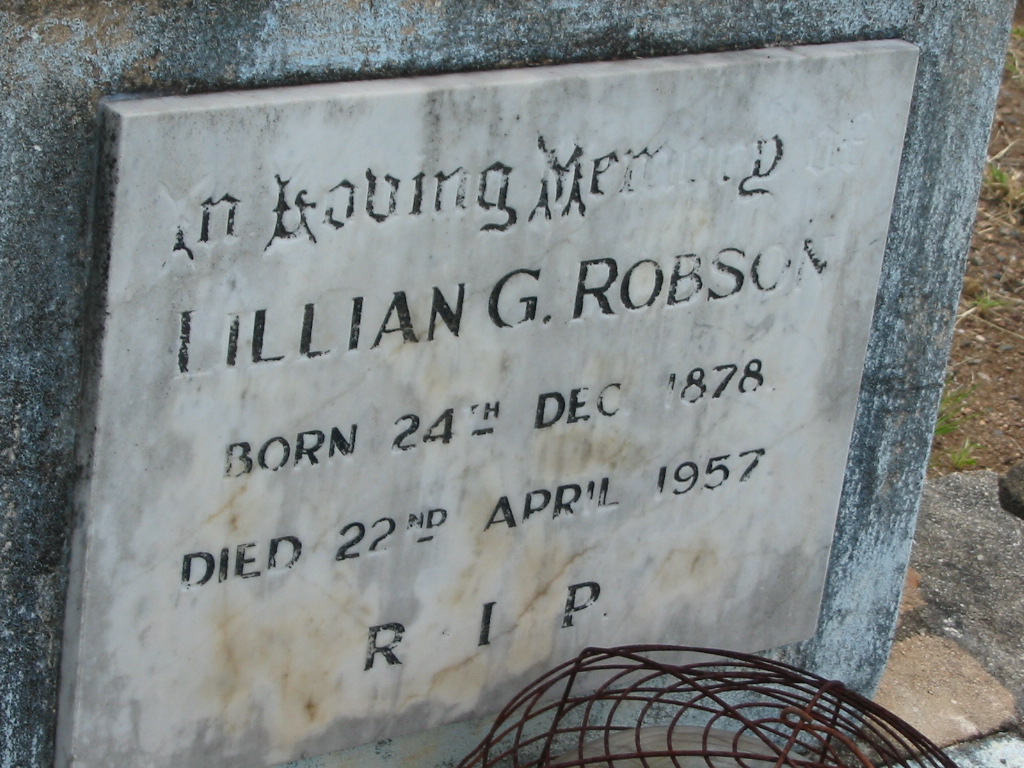 In Loving Memory of
LILLIAN G. ROBSON
BORN 24TH DEC 1878.
DIED 22ND APRIL 1957.
R I P.